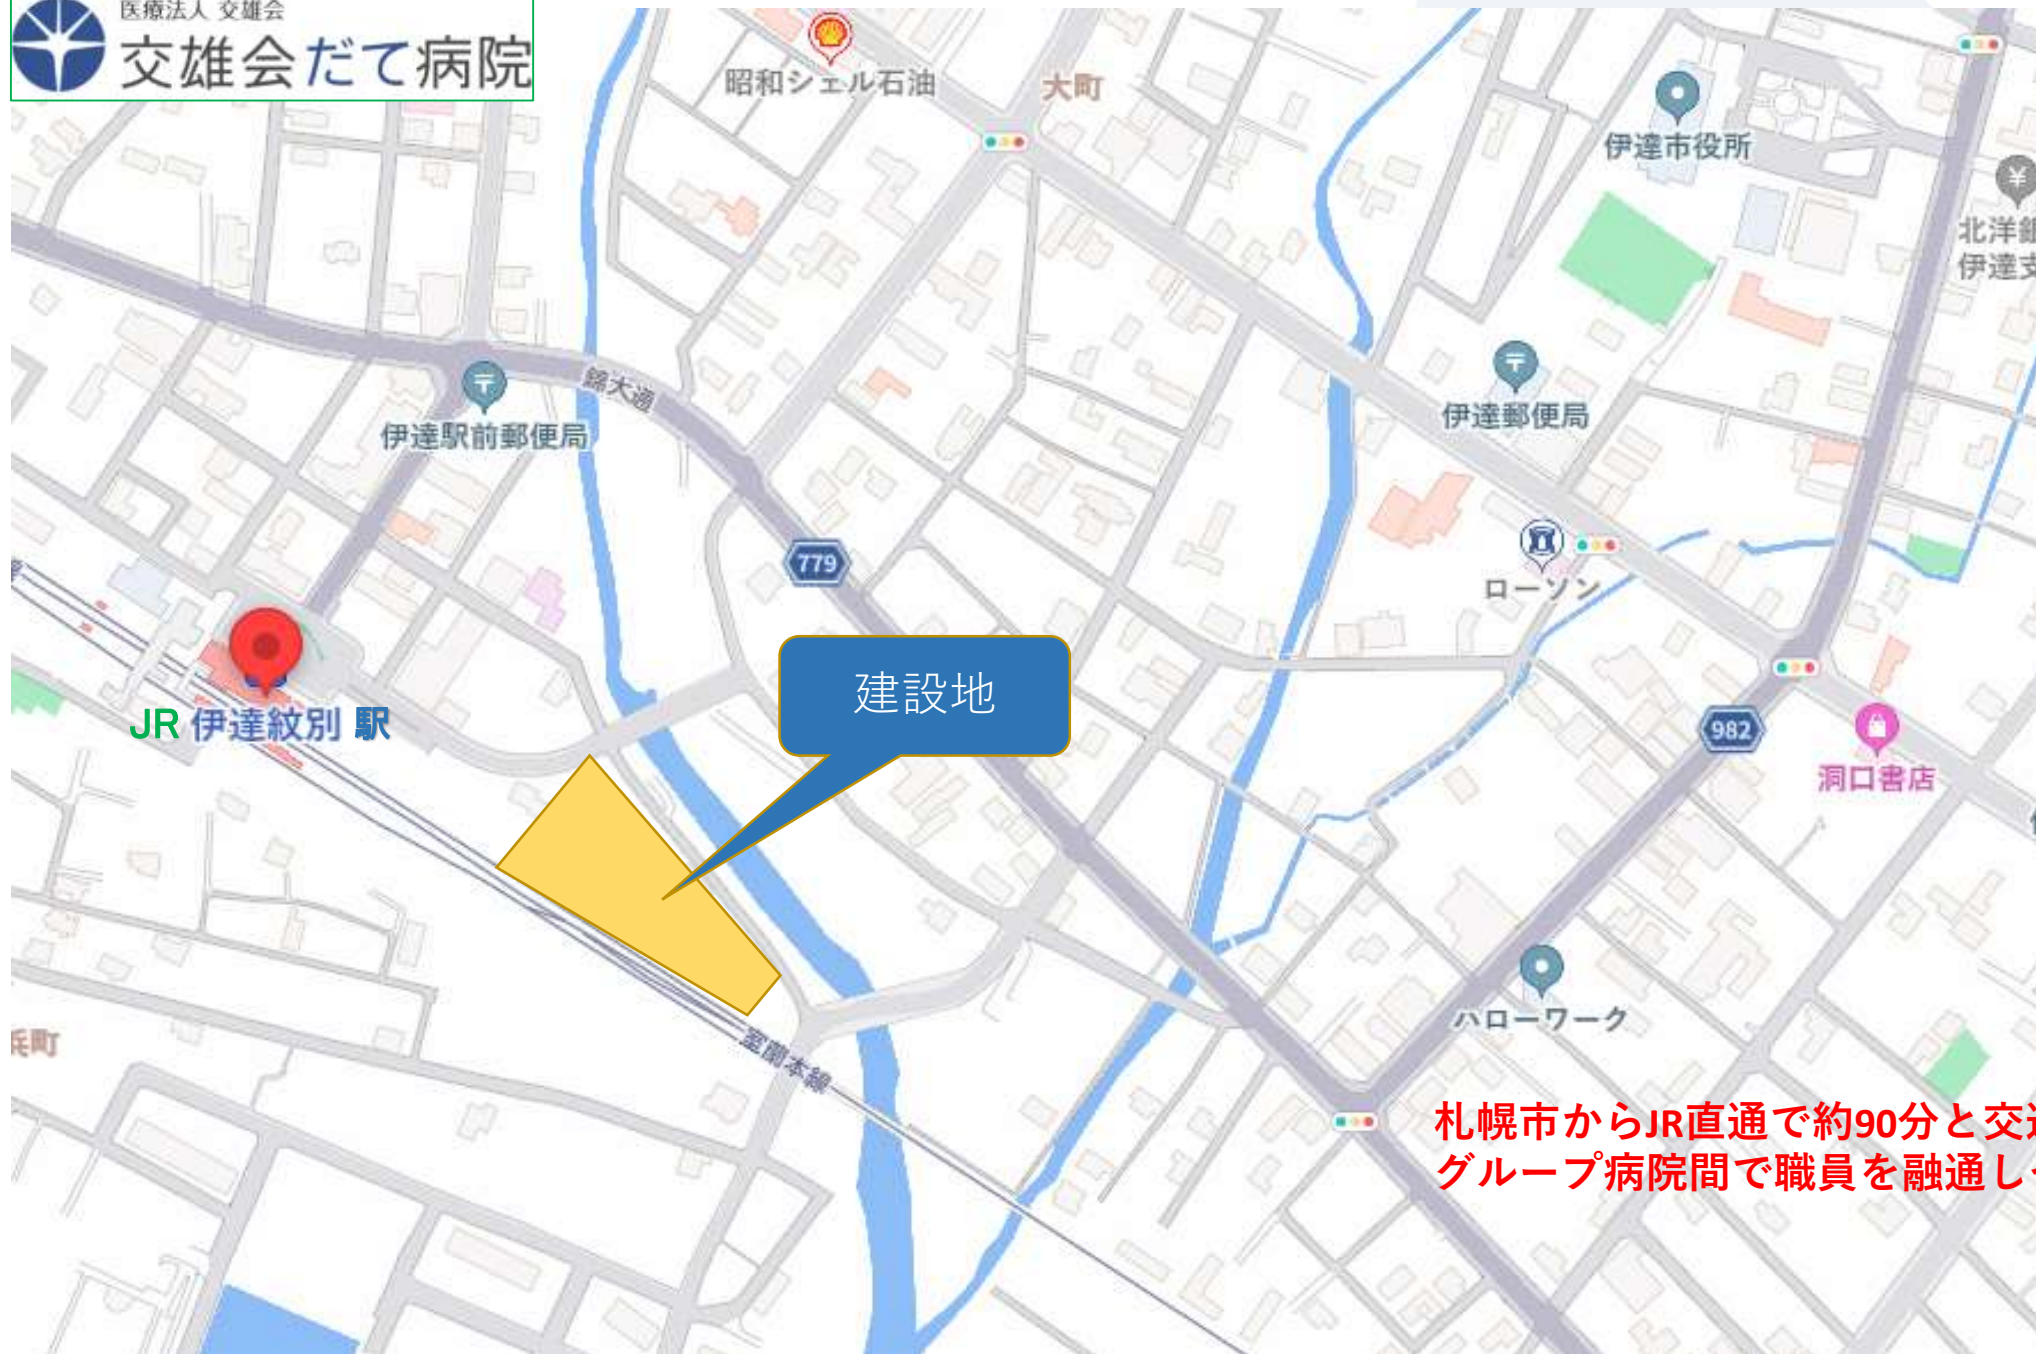 医療法人 交雄会
交雄会だて病院
昭和シェル石油
大町
伊達市役所
北洋銀
伊達支
錦大通
伊達駅前郵便局
伊達郵便局
779
ローソン
建設地
JR 伊達紋別 駅
982
洞口書店
ハローワーク
浜町
室蘭本線
札幌市からJR直通で約90分と交通
グループ病院間で職員を融通し